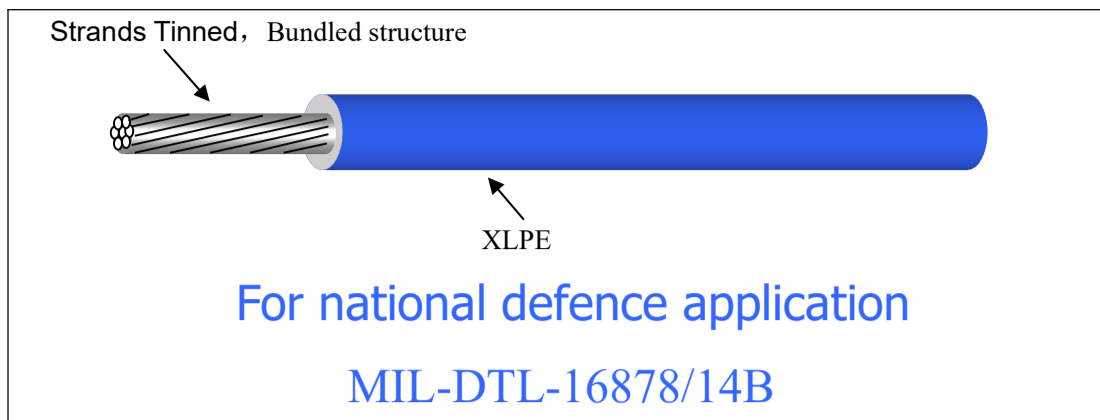 Strands Tinned，Bundled structure
XLPE
For national defence application
MIL-DTL-16878/14B